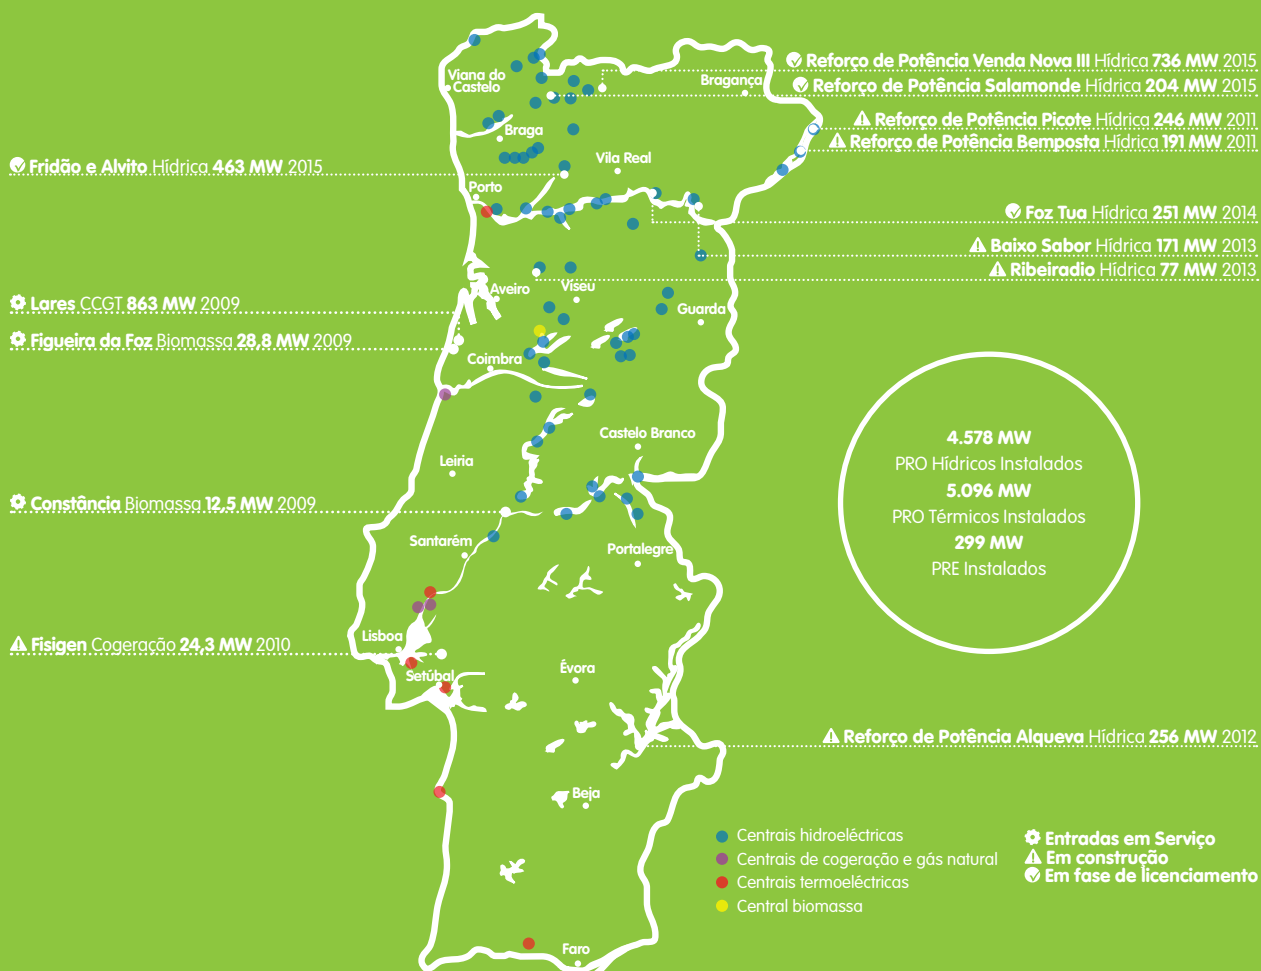 Reforço de Potência Venda Nova III Hídrica 736 MW 2015
Viana do
Castelo
Bragança
Reforço de Potência Salamonde Hídrica 204 MW 2015
Reforço de Potência Picote Hídrica 246 MW 2011
Braga
Reforço de Potência Bemposta Hídrica 191 MW 2011
Fridão e Alvito Hídrica 463 MW 2015
Vila Real
Porto
Foz Tua Hídrica 251 MW 2014
Baixo Sabor Hídrica 171 MW 2013
Ribeiradio Hídrica 77 MW 2013
Aveiro
Viseu
Lares CCGT 863 MW 2009
Guarda
Figueira da Foz Biomassa 28,8 MW 2009
Coimbra
Castelo Branco
4.578 MW
PRO Hídricos Instalados
5.096 MW
PRO Térmicos Instalados
299 MW
PRE Instalados
Leiria
Constância Biomassa 12,5 MW 2009
Santarém
Portalegre
Lisboa
Fisigen Cogeração 24,3 MW 2010
Setúbal
Évora
Reforço de Potência Alqueva Hídrica 256 MW 2012
Beja
Centrais hidroeléctricas
Centrais de cogeração e gás natural
Centrais termoeléctricas
Central biomassa
Entradas em Serviço
Em construção
Em fase de licenciamento
Faro